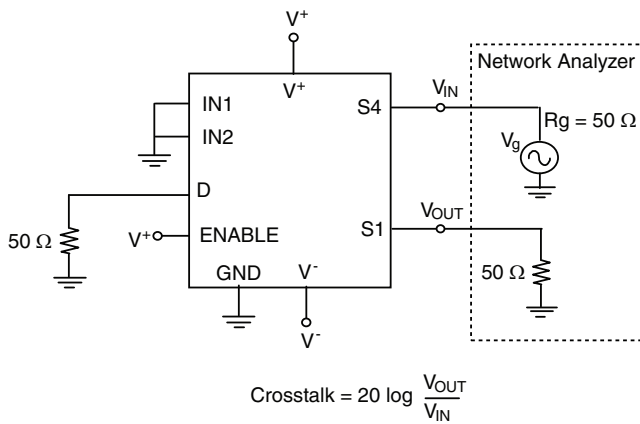 V+
Network Analyzer
V+
IN1
S4
VIN
Rg = 50 Ω
IN2
Vg
D
VOUT
50 Ω
V+
ENABLE
S1
GND
V-
50 Ω
V-
Crosstalk = 20 log VOUT
VIN